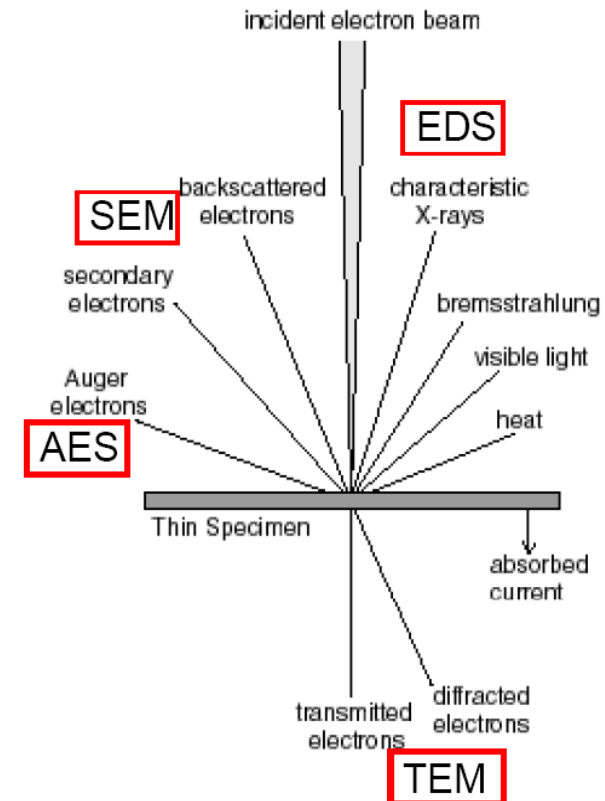 incident electron beam
EDS
backscattered
electrons
characteristic
X-rays
SEM
secondary
electrons
bremsstrahlung
visible light
Auger
electrons
heat
AES
Thin Specimen
absorbed
current
transmitted
electrons
diffracted
electrons
TEM